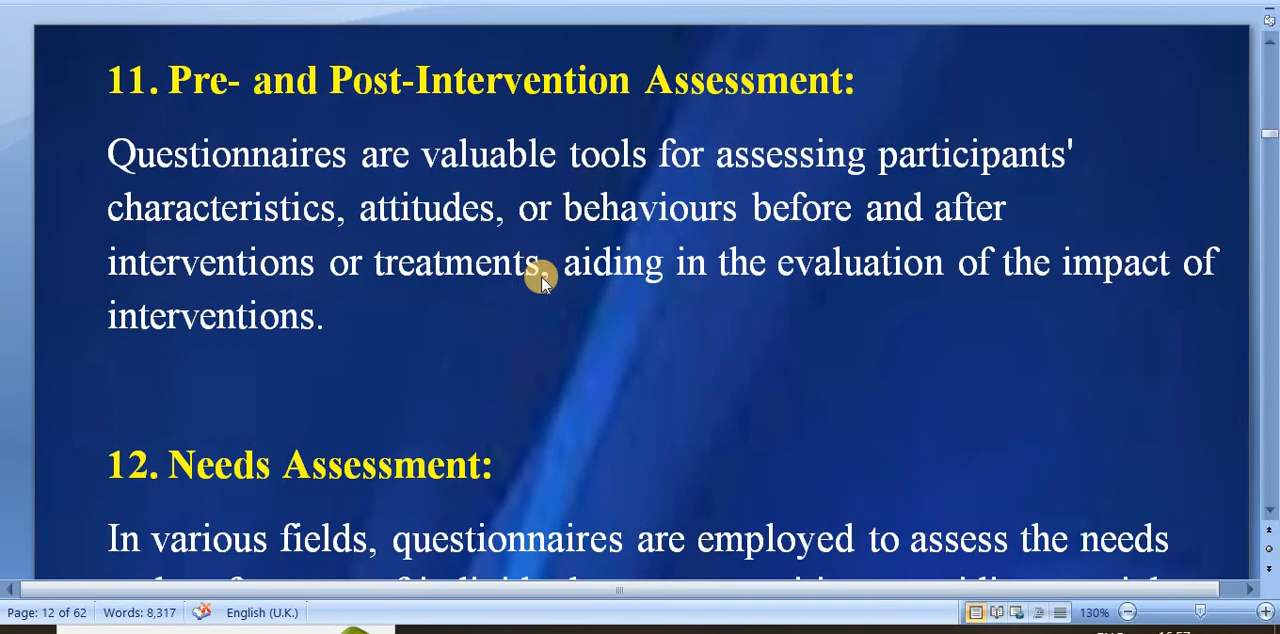 11. Pre- and Post-Intervention Assessment:
Questionnaires are valuable tools for assessing participants'
characteristics, attitudes, or behaviours before and after
interventions or treatments, aiding in the evaluation of the impact of
interventions.
12. Needs Assessment:
In various fields, questionnaires are employed to assess the needs
Page: 12 of 62 Words: 8,317 English (U.K.) 130%